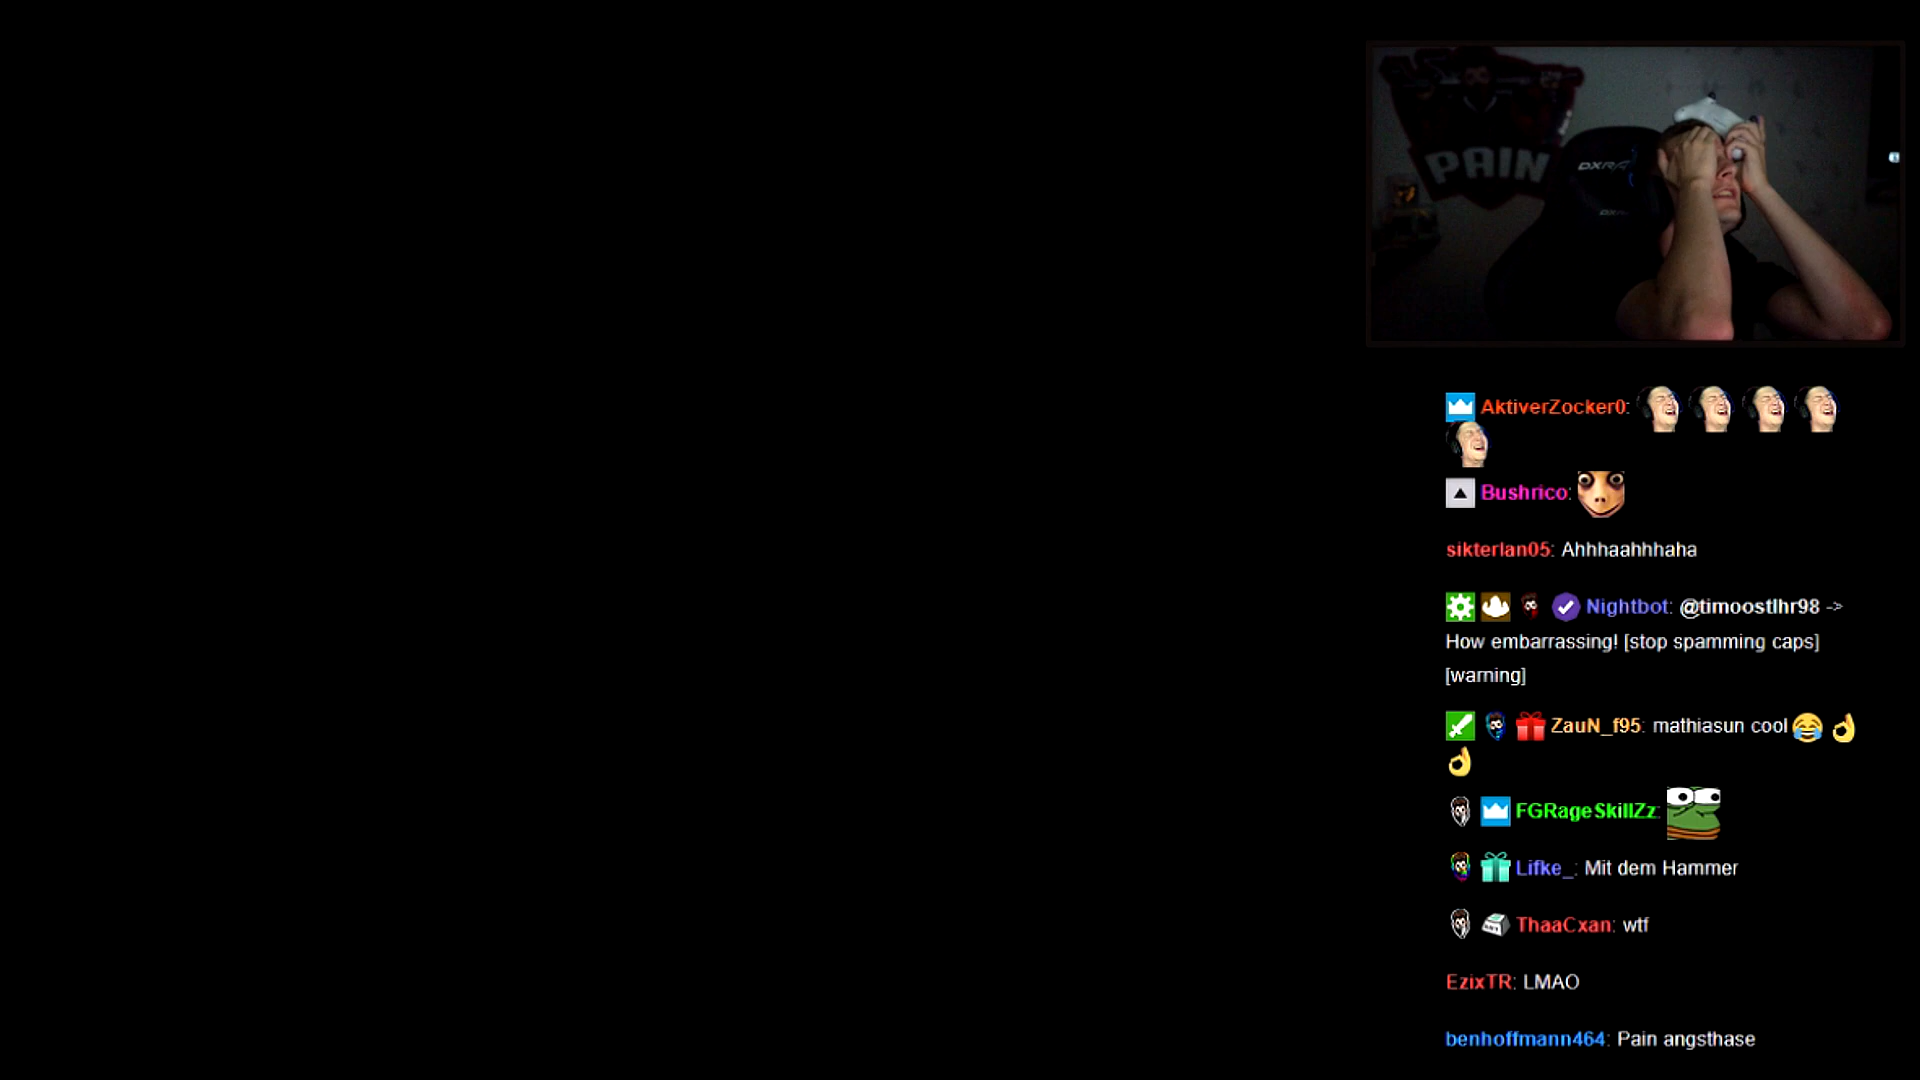 PAIN
DXRA
AktiverZocker0:
Bushrico:
sikterlan05: Ahhhaahhhaha
Nightbot: @timoostlhr98 ->
How embarrassing! [stop spamming caps]
[warning]
ZauN_f95: mathiasun cool
FGRageSkillZz:
Lifke_: Mit dem Hammer
ThaaCxan: wtf
EzixTR: LMAO
benhoffmann464: Pain angsthase